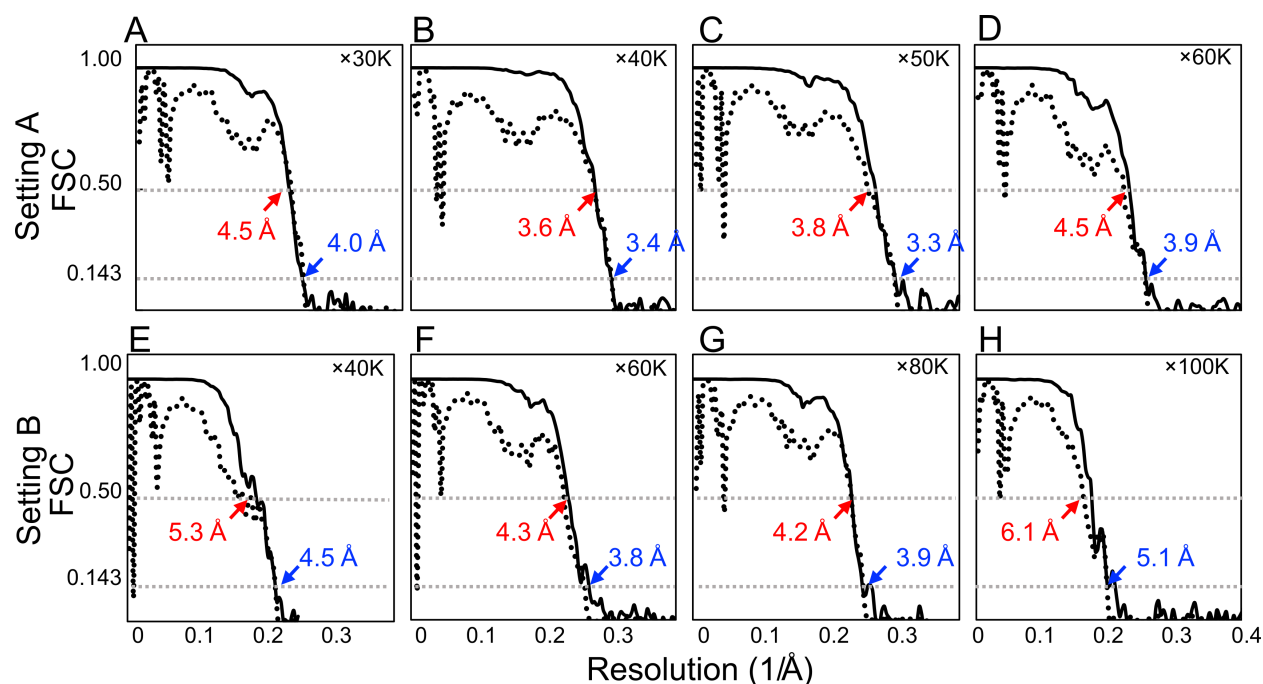 A B C D
1.00 ×30K ×40K ×50K ×60K
Setting A
FSC
0.50
4.5 Å 3.6 Å 3.8 Å 4.5 Å
4.0 Å 3.4 Å 3.3 Å 3.9 Å
0.143
E F G H
1.00 ×40K ×60K ×80K ×100K
Setting B
FSC
0.50
5.3 Å 4.3 Å 4.2 Å 6.1 Å
4.5 Å 3.8 Å 3.9 Å 5.1 Å
0.143
0 0.1 0.2 0.3 0 0.1 0.2 0.3 0 0.1 0.2 0.3 0 0.1 0.2 0.3 0.4
Resolution (1/Å)